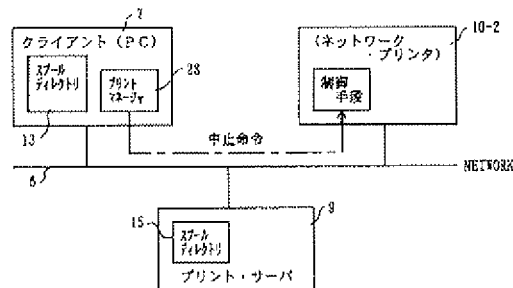 7
クライアント(PC)
スプール
ディレクトリ
プリント
マネージャ
28
13
10-2
(ネットワーク
・プリンタ)
制御
手段
中止命令
6
NETWORK
9
15
スプール
ディレクトリ
プリント・サーバ